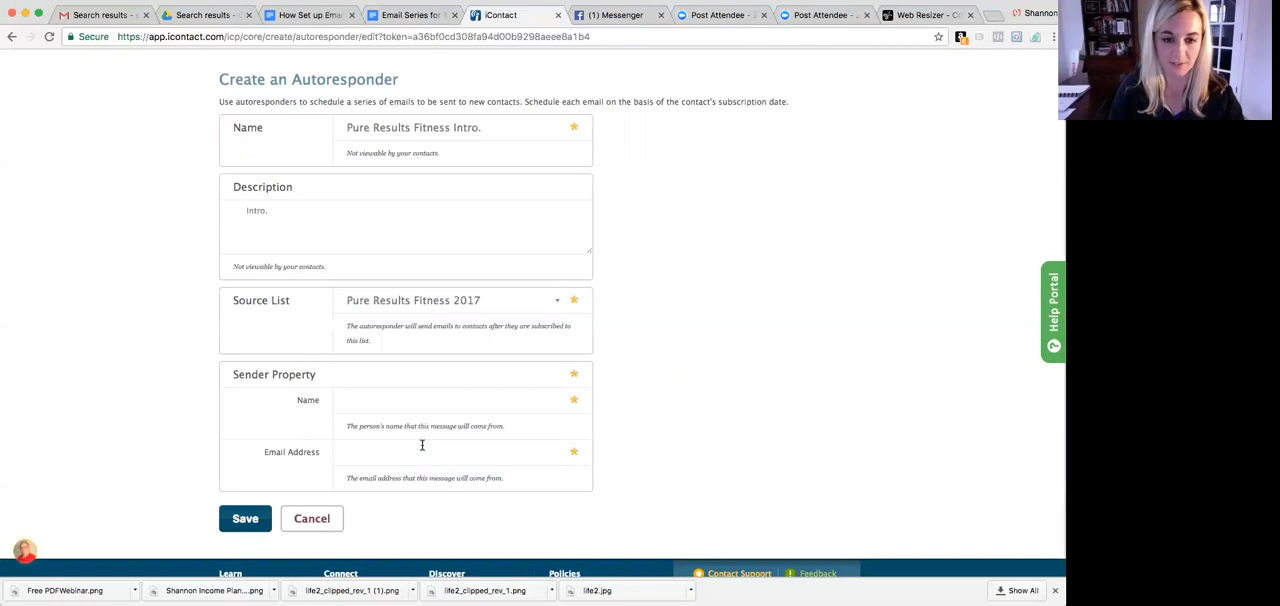 Search results - c
Search results - G
How Set up Ema
Email Series for
iContact
(1) Messenger
Post Attendee - Z
Post Attendee - Z
Web Resizer - Cr
Shannon
Secure
https://app.icontact.com/icp/core/create/autoresponder/edit?token=a36bf0cd308fa94d00b9298aeee8a1b4
Create an Autoresponder
Use autoresponders to schedule a series of emails to be sent to new contacts. Schedule each email on the basis of the contact's subscription date.
Name
Pure Results Fitness Intro.
Not viewable by your contacts.
Description
Intro.
Not viewable by your contacts.
Source List
Pure Results Fitness 2017
The autoresponder will send emails to contacts after they are subscribed to
this list.
Sender Property
Name
The person's name that this message will come from.
Email Address
The email address that this message will come from.
Save
Cancel
Help Portal
Learn
Connect
Discover
Policies
Contact Support
Feedback
Free PDFWebinar.png
Shannon Income Plan....png
life2_clipped_rev_1 (1).png
life2_clipped_rev_1.png
life2.jpg
Show All